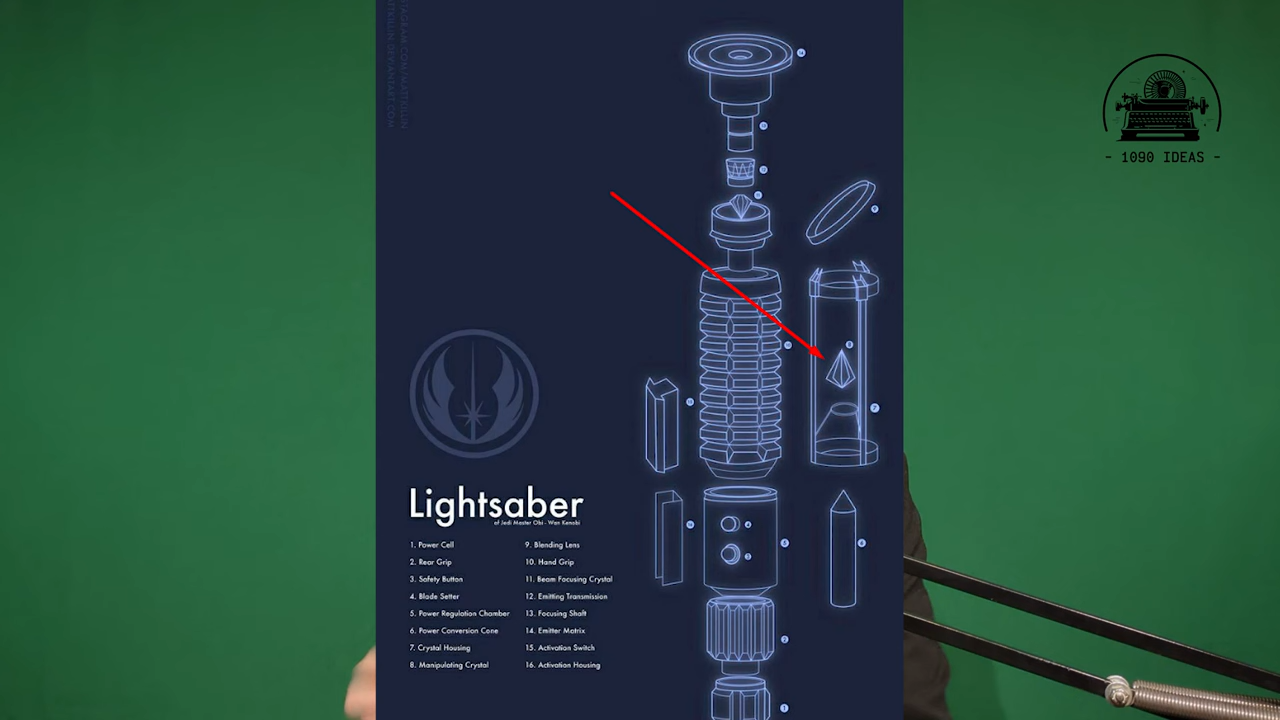 - 1090 IDEAS -
Lightsaber
of Jedi Master Obi - Wan Kenobi
1. Power Cell
2. Rear Grip
3. Safety Button
4. Blade Setter
5. Power Regulation Chamber
6. Power Conversion Cone
7. Crystal Housing
8. Manipulating Crystal
9. Blending Lens
10. Hand Grip
11. Beam Focusing Crystal
12. Emitting Transmission
13. Focusing Shaft
14. Emitter Matrix
15. Activation Switch
16. Activation Housing